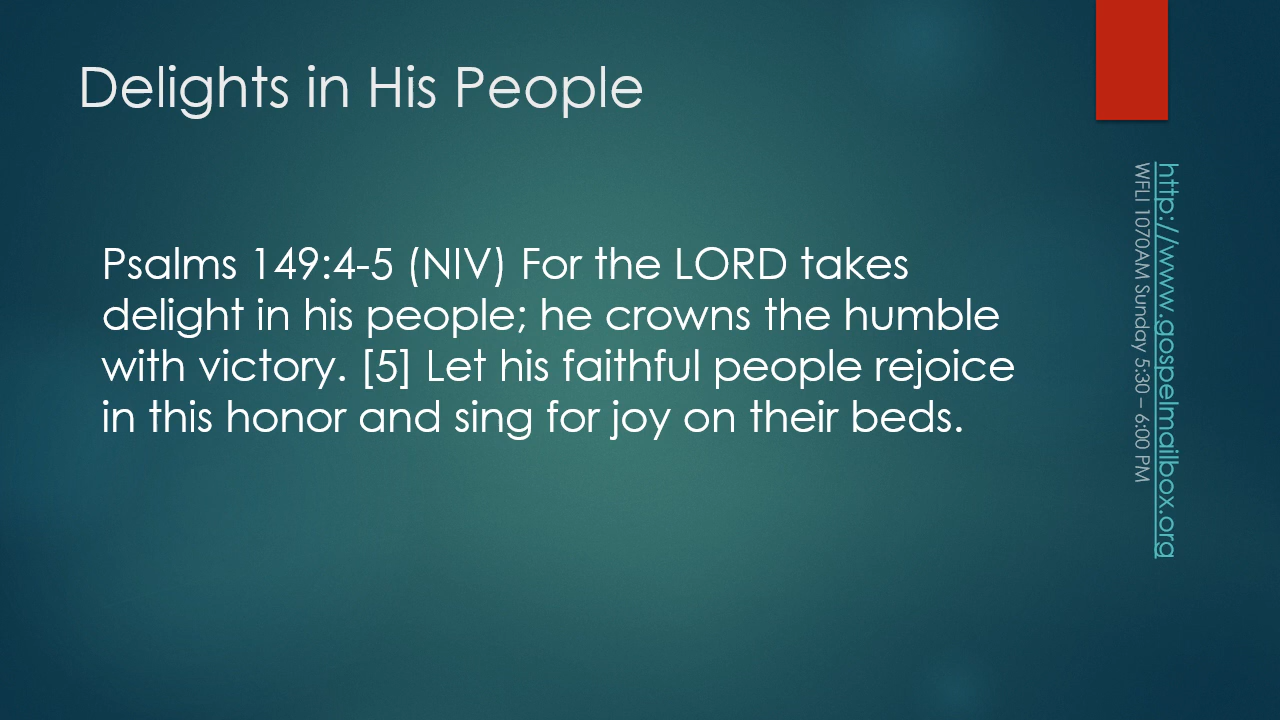 Delights in His People
Psalms 149:4-5 (NIV) For the LORD takes
delight in his people; he crowns the humble
with victory. [5] Let his faithful people rejoice
in this honor and sing for joy on their beds.
http://www.gospelmailbox.org
WFLI 1070AM Sunday 5:30 – 6:00 PM